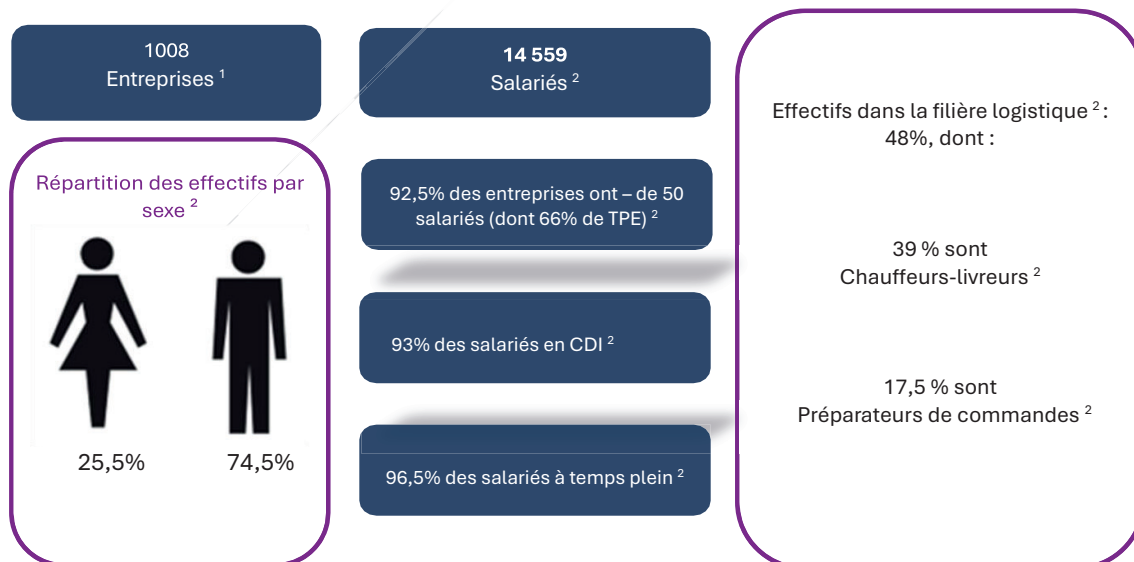 1008
Entreprises ¹
14 559
Salariés ²
Répartition des effectifs par
sexe ²
25,5%
74,5%
92,5% des entreprises ont – de 50
salariés (dont 66% de TPE) ²
93% des salariés en CDI ²
96,5% des salariés à temps plein ²
Effectifs dans la filière logistique ² :
48%, dont :
39 % sont
Chauffeurs-livreurs ²
17,5 % sont
Préparateurs de commandes ²